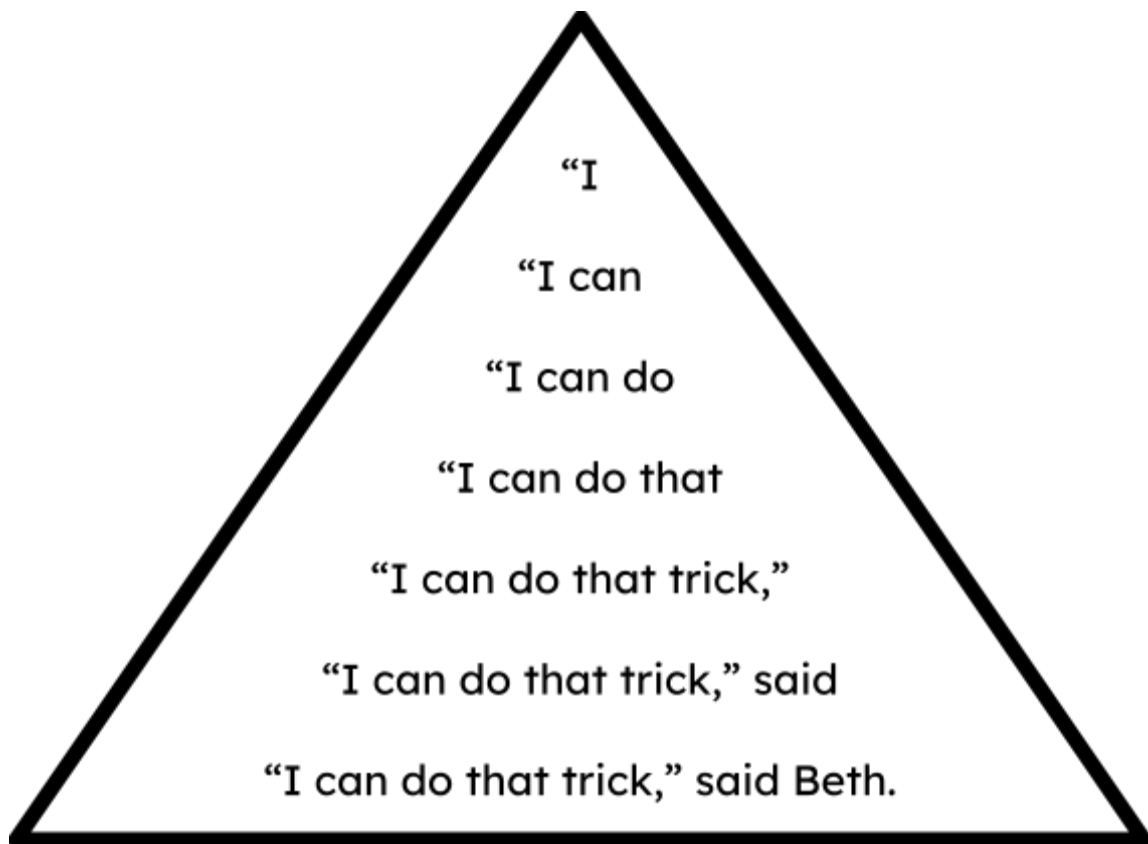 “I
“I can
“I can do
“I can do that
“I can do that trick,”
“I can do that trick,” said
“I can do that trick,” said Beth.